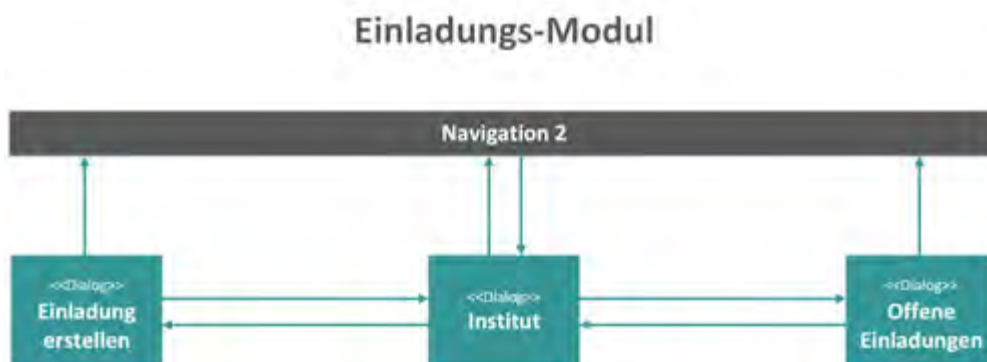 Einladungs-Modul
Navigation 2
<<Dialog>>
Einladung
erstellen
<<Dialog>>
Institut
<<Dialog>>
Offene
Einladungen